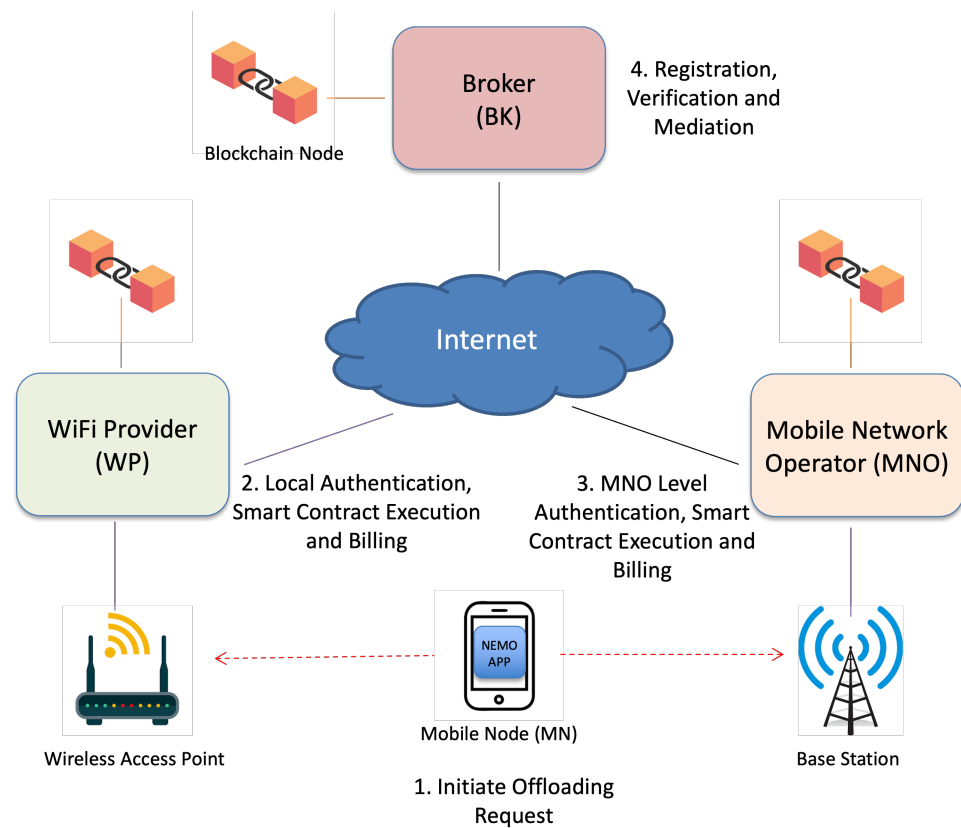 Broker
(BK)
4. Registration,
Verification and
Mediation
Blockchain Node
Internet
WiFi Provider
(WP)
Mobile Network
Operator (MNO)
2. Local Authentication,
Smart Contract Execution
and Billing
3. MNO Level
Authentication, Smart
Contract Execution and
Billing
NEMO
APP
Mobile Node (MN)
Wireless Access Point
Base Station
1. Initiate Offloading
Request